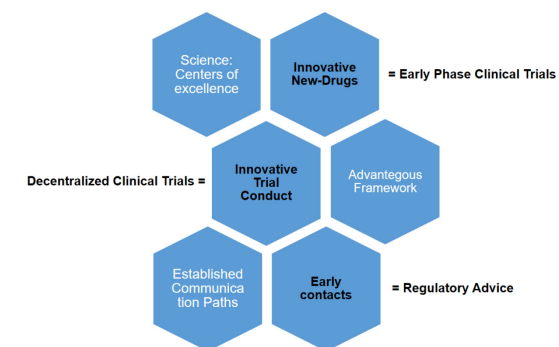 Science:
Centers of
excellence
Innovative
New-Drugs
= Early Phase Clinical Trials
Decentralized Clinical Trials =
Innovative
Trial
Conduct
Advantegous
Framework
Established
Communica
tion Paths
Early
contacts
= Regulatory Advice